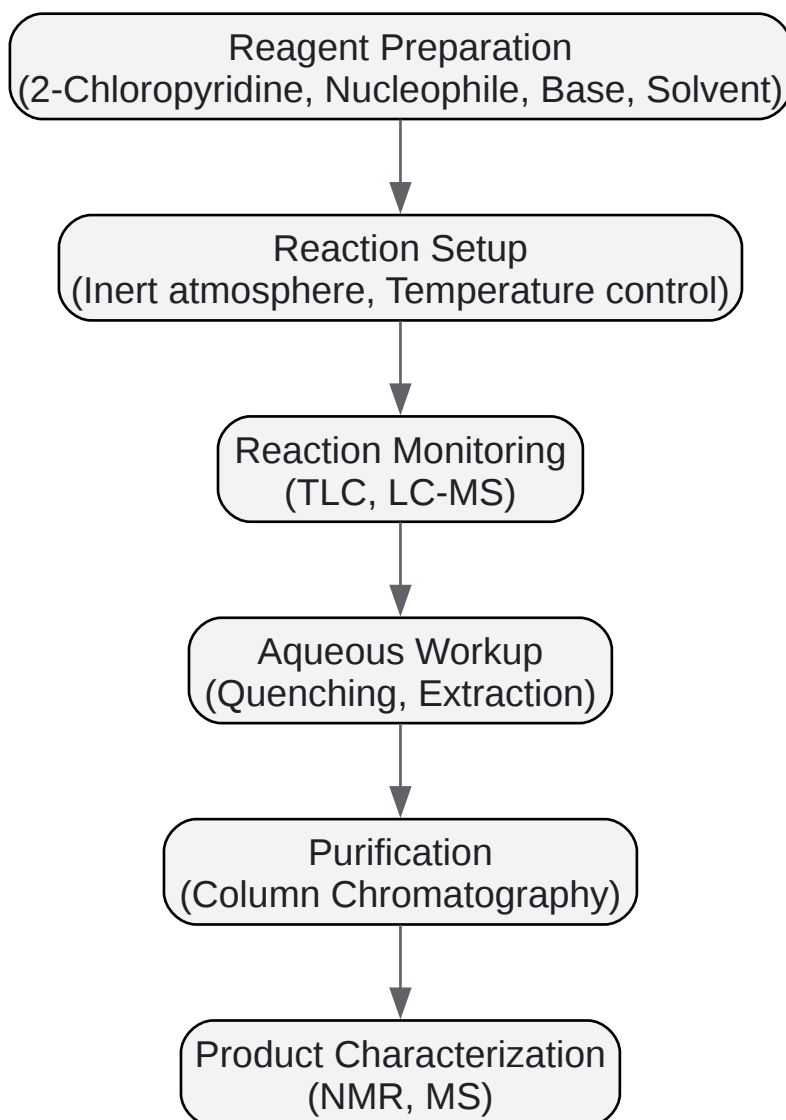 Reagent Preparation
(2-Chloropyridine, Nucleophile, Base, Solvent)
Reaction Setup
(Inert atmosphere, Temperature control)
Reaction Monitoring
(TLC, LC-MS)
Aqueous Workup
(Quenching, Extraction)
Purification
(Column Chromatography)
Product Characterization
(NMR, MS)